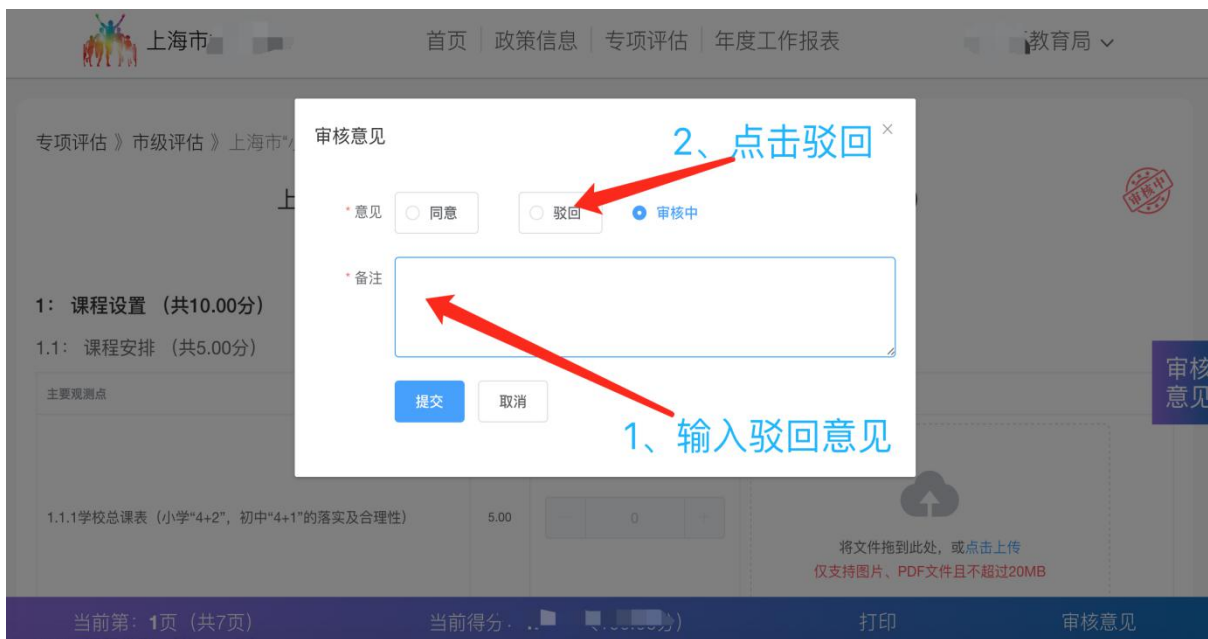 上海市
首页 政策信息 专项评估 年度工作报表
教育局
专项评估 》 市级评估 》 上海市“
审核意见
2、点击驳回
上
审核中
* 意见 同意 驳回 审核中
* 备注
1： 课程设置 （共10.00分）
1.1： 课程安排 （共5.00分）
主要观测点
提交 取消
审核
意见
1、输入驳回意见
1.1.1学校总课表（小学“4+2”，初中“4+1”的落实及合理性）
5.00
0
将文件拖到此处，或点击上传
仅支持图片、PDF文件且不超过20MB
当前第：1页（共7页） 当前得分 打印 审核意见